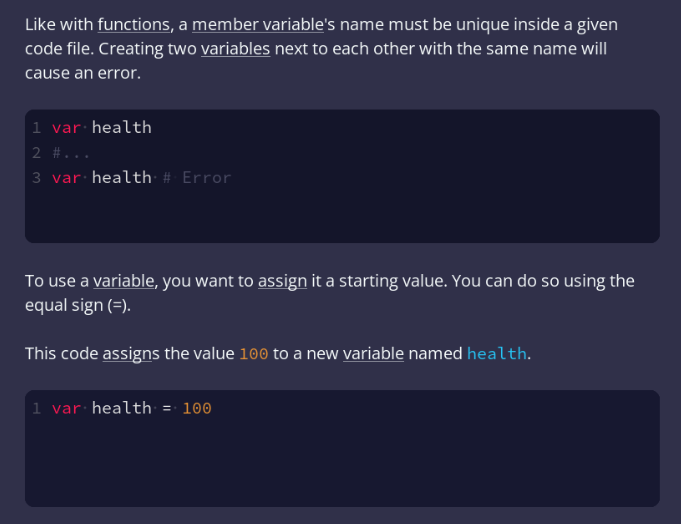 Like with functions, a member variable's name must be unique inside a given
code file. Creating two variables next to each other with the same name will
cause an error.
1 var health
2 #...
3 var health # Error
To use a variable, you want to assign it a starting value. You can do so using the
equal sign (=).
This code assigns the value 100 to a new variable named health.
1 var health = 100